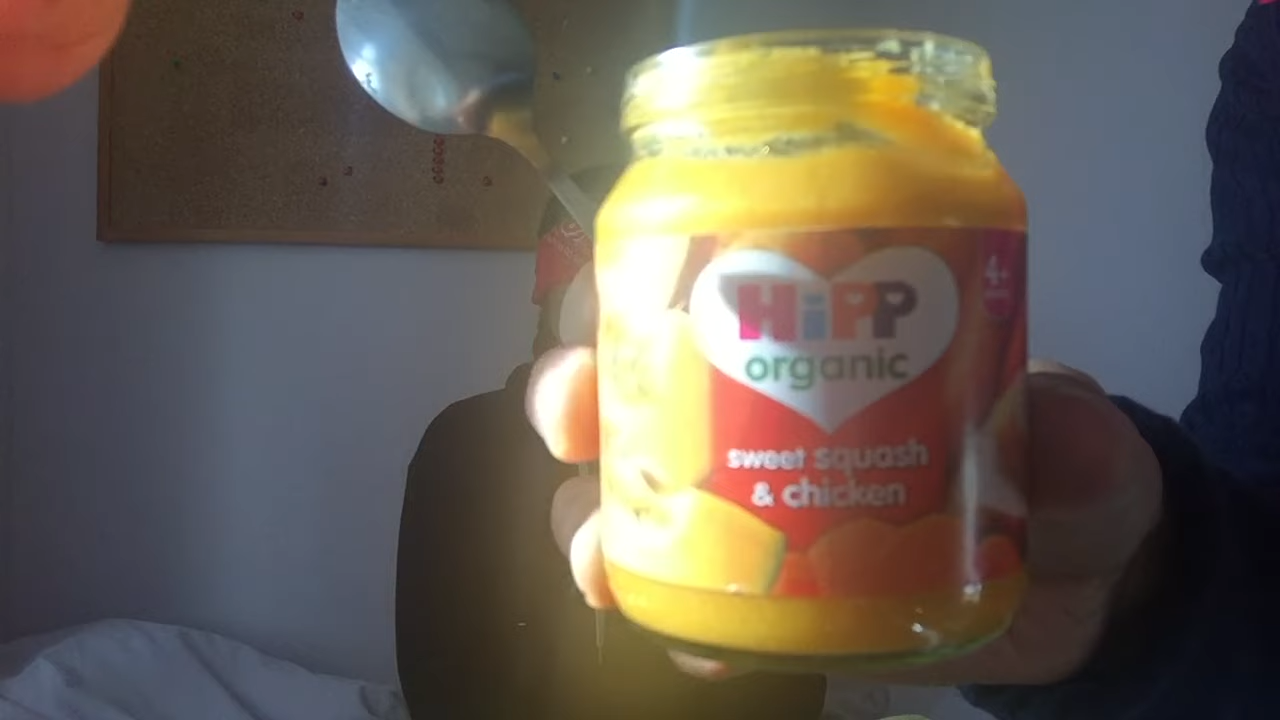 4+
HiPP
organic
sweet squash
& chicken